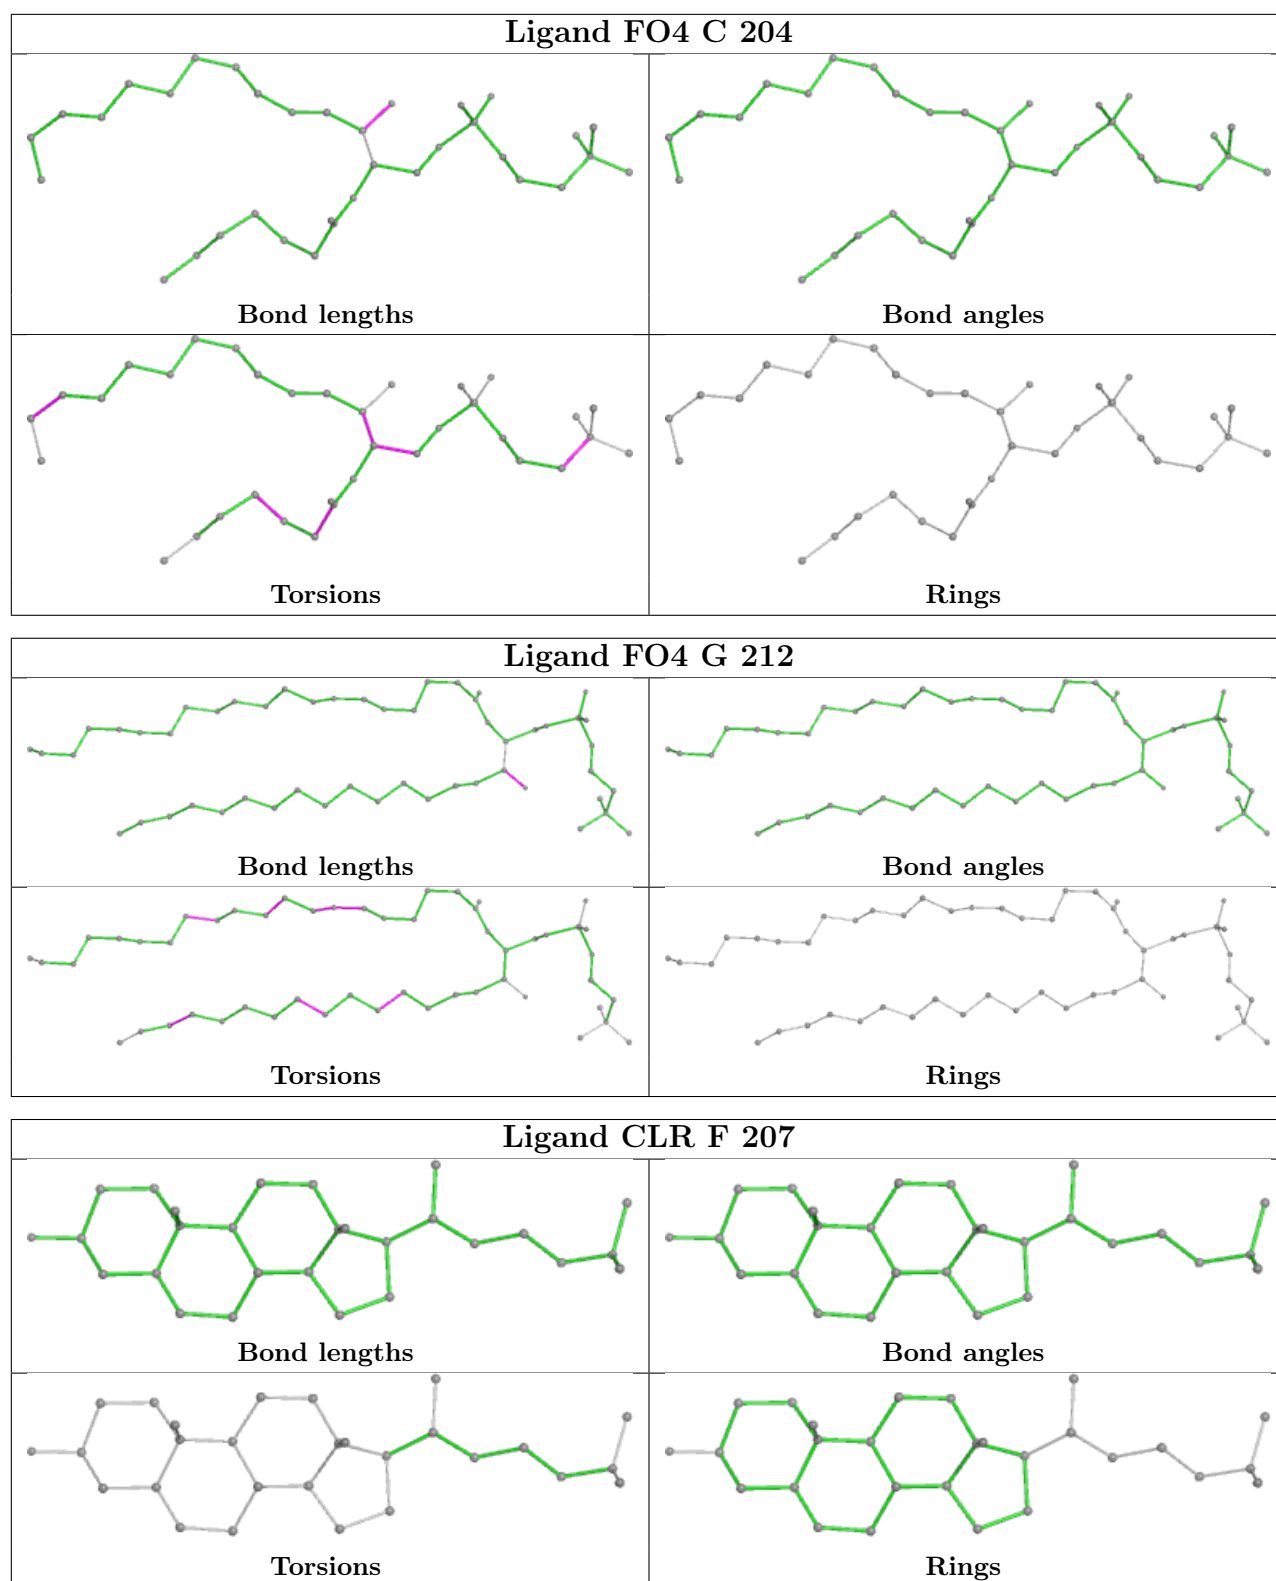 Ligand FO4 C 204
Bond lengths
Bond angles
Torsions
Rings
Ligand FO4 G 212
Bond lengths
Bond angles
Torsions
Rings
Ligand CLR F 207
Bond lengths
Bond angles
Torsions
Rings